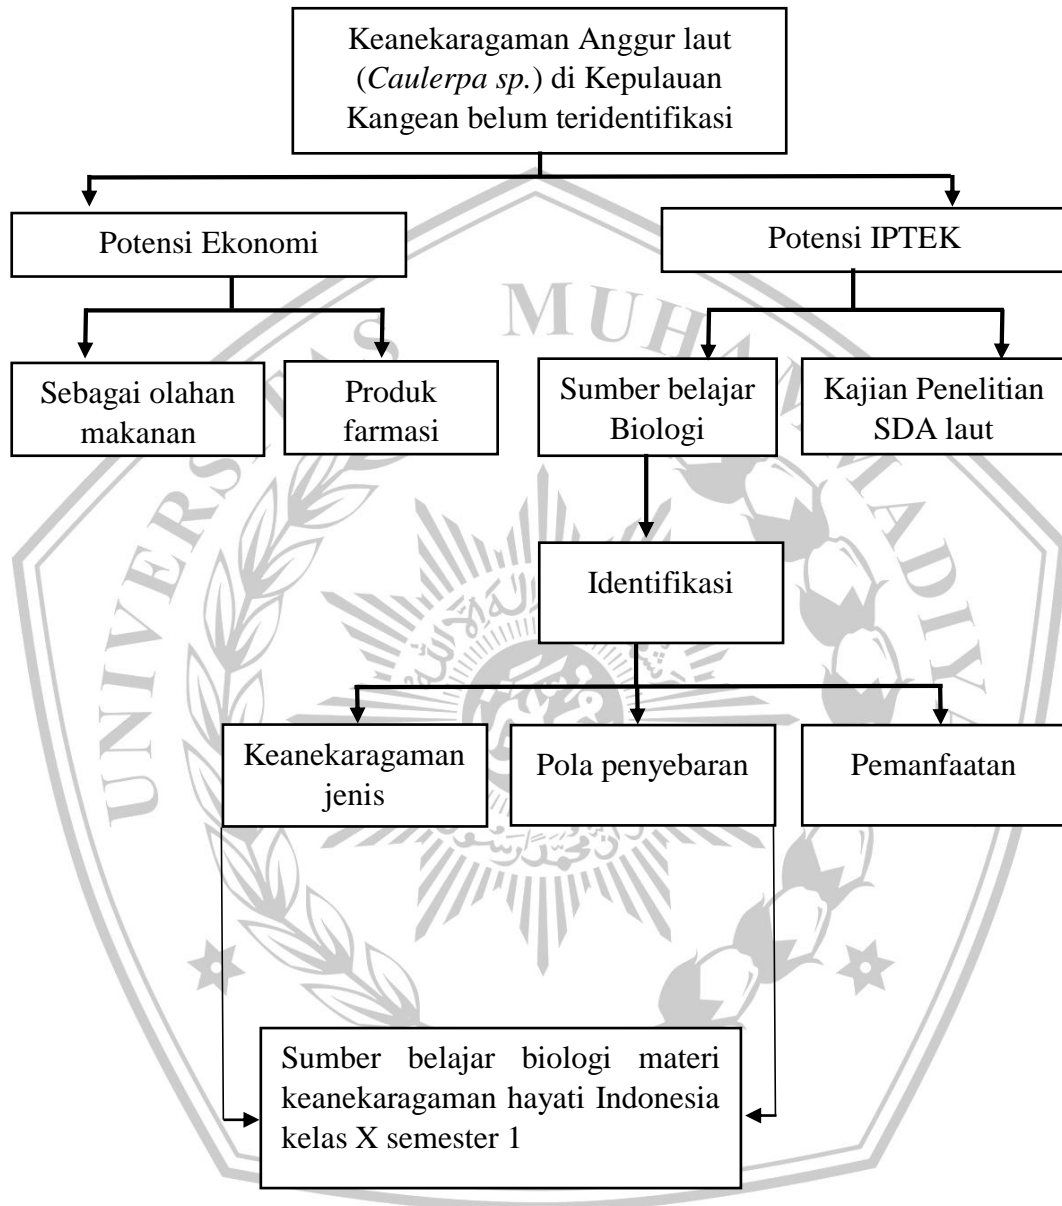 Keanekaragaman Anggur laut
(Caulerpa sp.) di Kepulauan
Kangean belum teridentifikasi
Potensi Ekonomi
Potensi IPTEK
Sebagai olahan
makanan
Produk
farmasi
Sumber belajar
Biologi
Kajian Penelitian
SDA laut
Identifikasi
Keanekaragaman
jenis
Pola penyebaran
Pemanfaatan
Sumber belajar biologi materi
keanekaragaman hayati Indonesia
kelas X semester 1